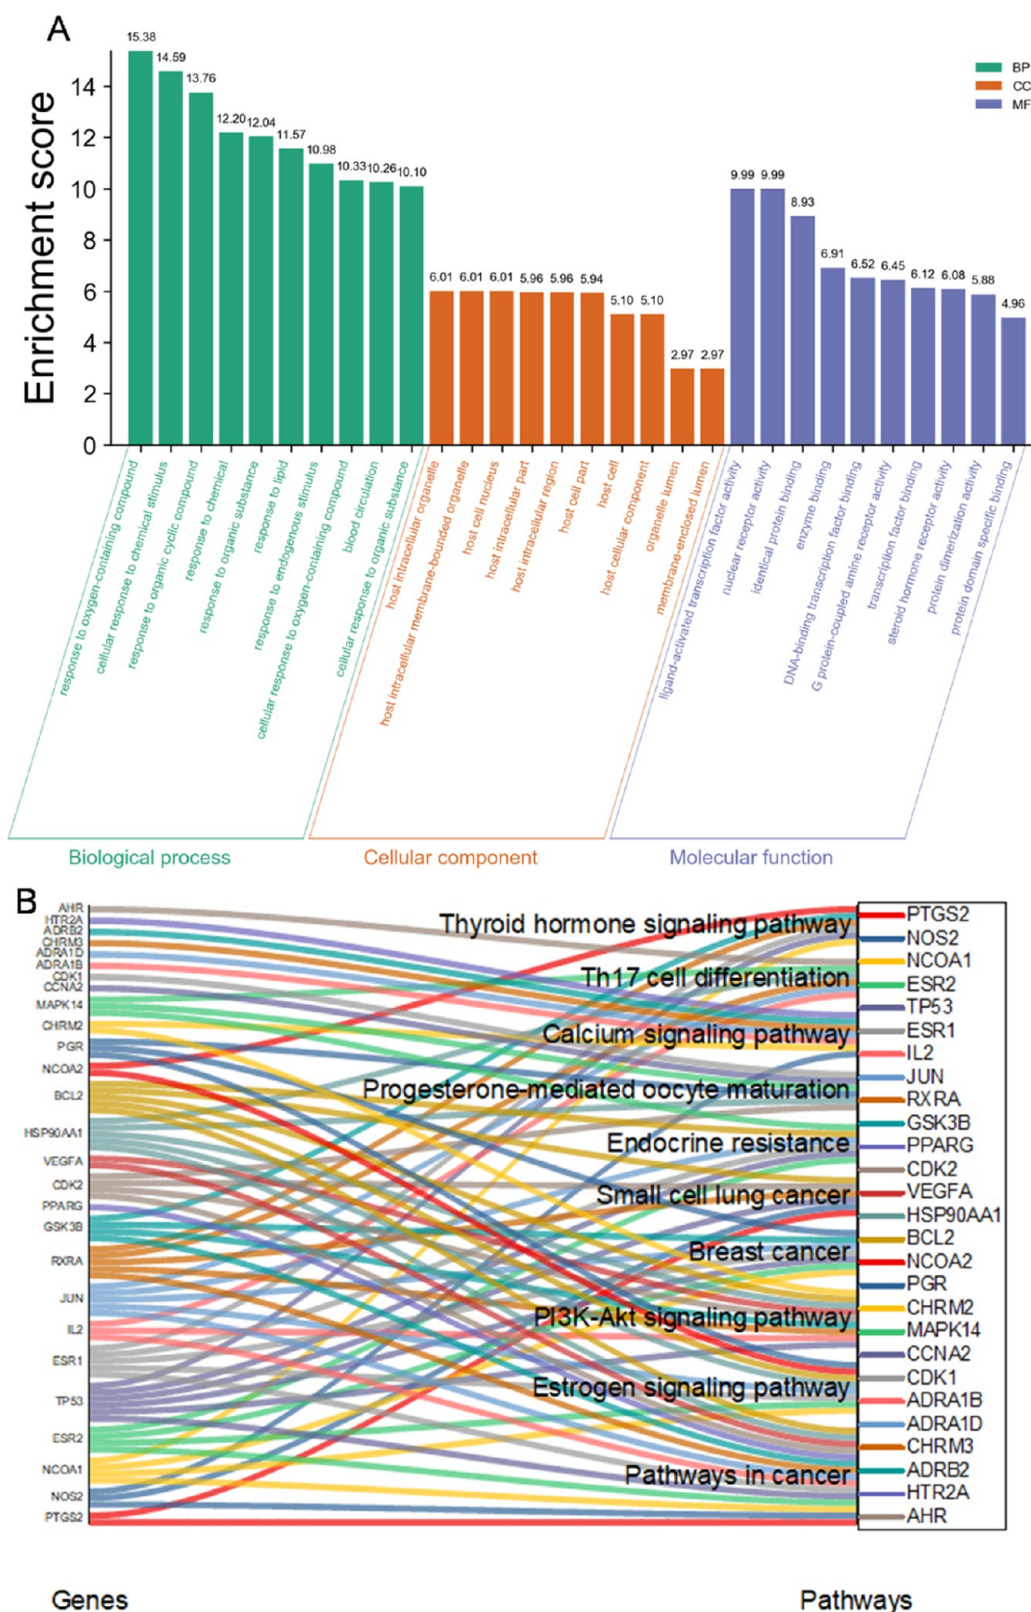 A
Enrichment score
14
12
10
8
6
4
2
0
15.38
14.59
13.76
12.20
12.04
11.57
10.98
10.33
10.26
10.10
6.01
6.01
6.01
5.96
5.96
5.94
5.10
5.10
2.97
2.97
9.99
9.99
8.93
6.91
6.52
6.45
6.12
6.08
5.88
4.96
BP
CC
MF
response to oxygen-containing compound
cellular response to chemical stimulus
response to organic cyclic compound
response to chemical
response to organic substance
response to lipid
response to endogenous stimulus
cellular response to oxygen-containing compound
blood circulation
cellular response to organic substance
host intracellular organelle
host intracellular membrane-bounded organelle
host cell nucleus
host intracellular part
host intracellular region
host cell part
host cell
host cellular component
organelle lumen
membrane-enclosed lumen
ligand-activated transcription factor activity
nuclear receptor activity
identical protein binding
enzyme binding
DNA-binding transcription factor binding
G protein-coupled amine receptor activity
transcription factor binding
steroid hormone receptor activity
protein dimerization activity
protein domain specific binding
Biological process
Cellular component
Molecular function
B
AHR
HTR2A
ADRB2
CHRM3
ADRA1D
ADRA1B
CDK1
CCNA2
MAPK14
CHRM2
PGR
NCOA2
BCL2
HSP90AA1
VEGFA
CDK2
PPARG
GSK3B
RXRA
JUN
IL2
ESR1
TP53
ESR2
NCOA1
NOS2
PTGS2
Thyroid hormone signaling pathway
Th17 cell differentiation
Calcium signaling pathway
Progesterone-mediated oocyte maturation
Endocrine resistance
Small cell lung cancer
Breast cancer
PI3K-Akt signaling pathway
Estrogen signaling pathway
Pathways in cancer
PTGS2
NOS2
NCOA1
ESR2
TP53
ESR1
IL2
JUN
RXRA
GSK3B
PPARG
CDK2
VEGFA
HSP90AA1
BCL2
NCOA2
PGR
CHRM2
MAPK14
CCNA2
CDK1
ADRA1B
ADRA1D
CHRM3
ADRB2
HTR2A
AHR
Genes
Pathways